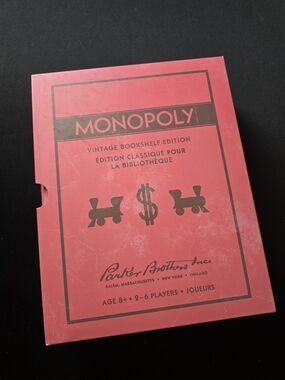 MONOPOLY
VINTAGE BOOKSHELF EDITION
ÉDITION CLASSIQUE POUR
LA BIBLIOTHÈQUE
$
Parker Brothers Inc.
SALEM, MASSACHUSETTS • NEW YORK • CHICAGO
AGE 8+ • 2–6 PLAYERS • JOUEURS